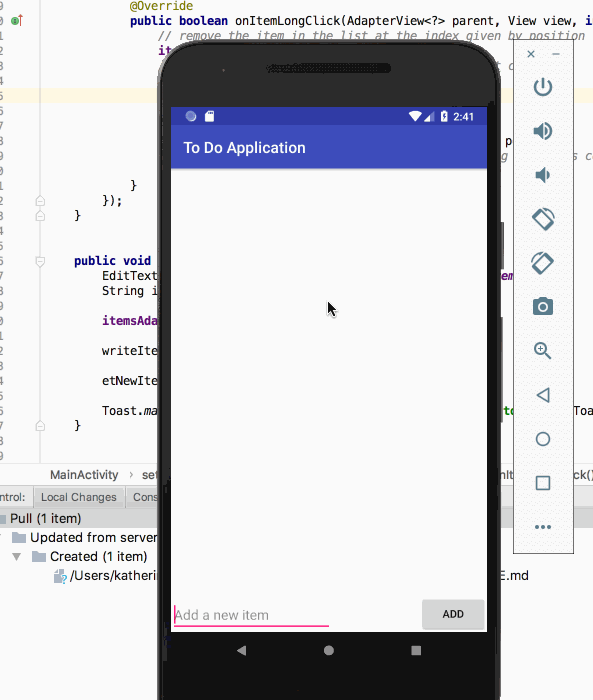 @Override
public boolean onItemLongClick(AdapterView<?> parent, View view, i
// remove the item in the list at the index given by position
2:41
To Do Application
}
});
}
public void
EditText
String i
itemsAda
writeIte
etNewIte
Toast.ma
Toa
}
Add a new item
ADD
MainActivity
ntrol:
Local Changes
Cons
Pull (1 item)
Updated from server
Created (1 item)
/Users/katheri
E.md